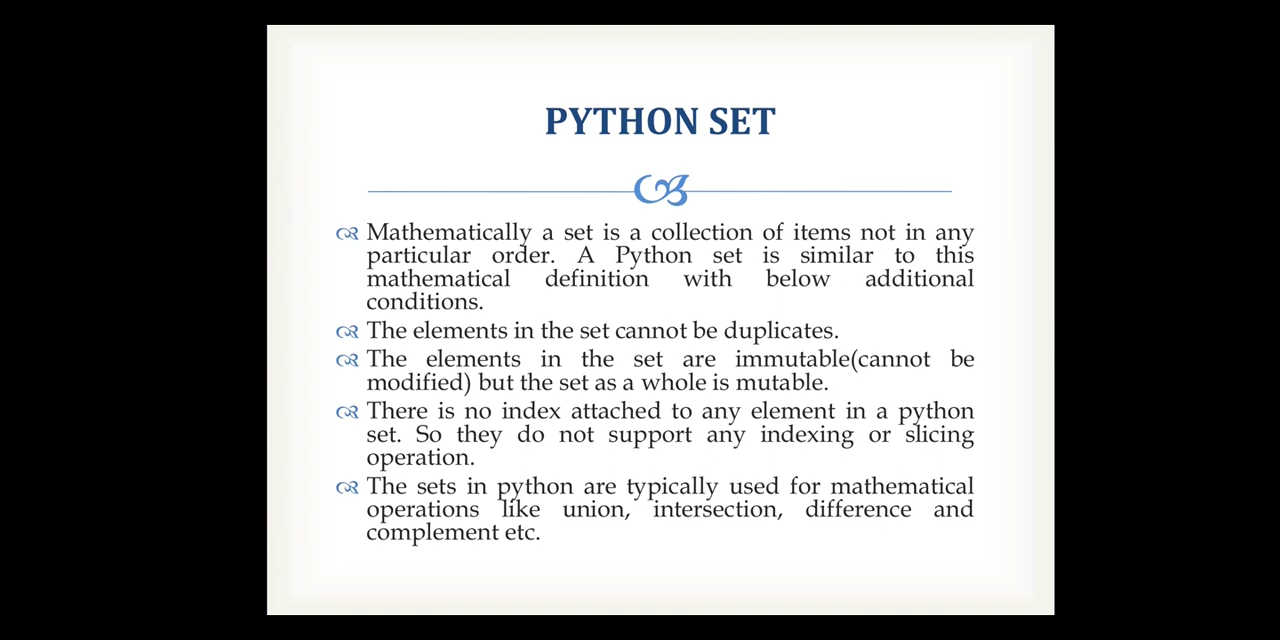 PYTHON SET
Mathematically a set is a collection of items not in any
particular order. A Python set is similar to this
mathematical definition with below additional
conditions.
The elements in the set cannot be duplicates.
The elements in the set are immutable(cannot be
modified) but the set as a whole is mutable.
There is no index attached to any element in a python
set. So they do not support any indexing or slicing
operation.
The sets in python are typically used for mathematical
operations like union, intersection, difference and
complement etc.